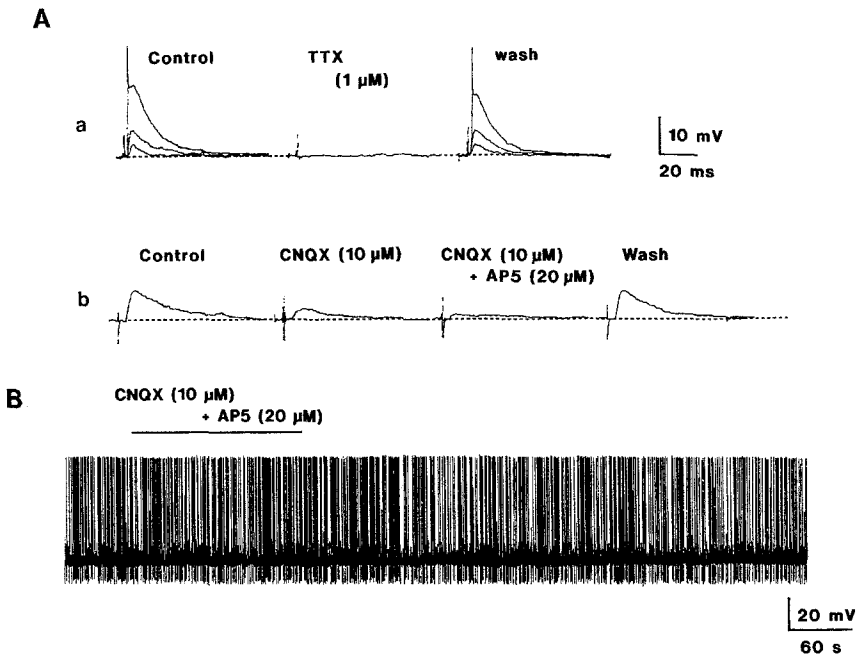 A
Control
TTX
(1 µM)
wash
a
10 mV
20 ms
Control
CNQX (10 µM)
CNQX (10 µM)
+ AP5 (20 µM)
Wash
b
B
CNQX (10 µM)
+ AP5 (20 µM)
20 mV
60 s